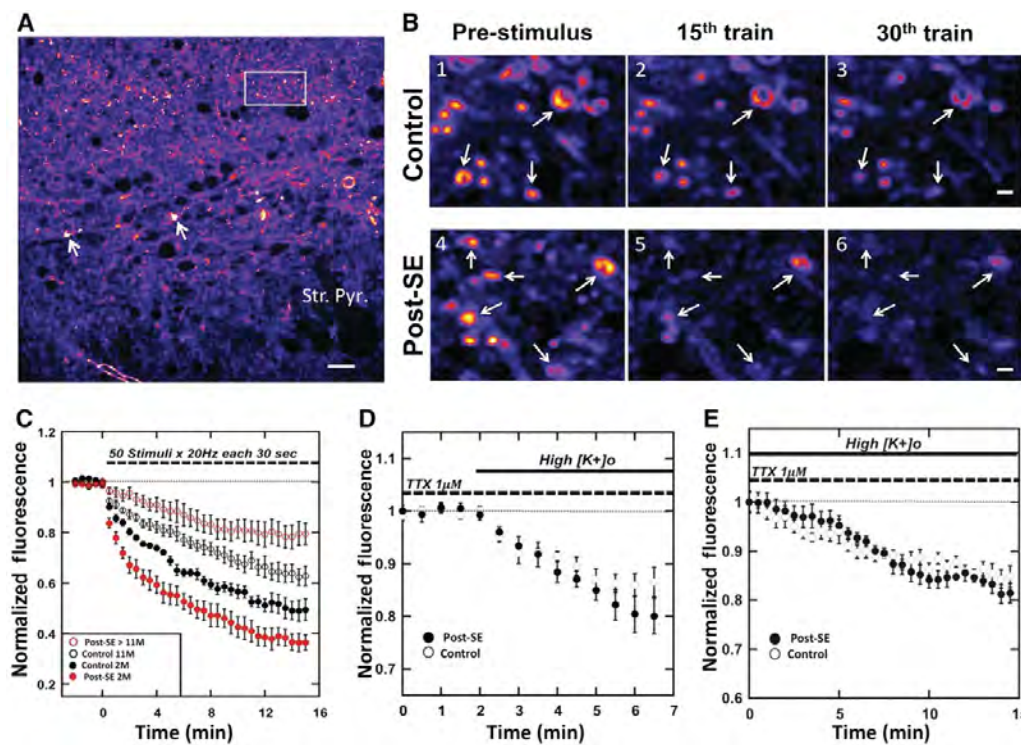 A
Str. Pyr.
B
Pre-stimulus 15th train 30th train
Control
1 2 3
Post-SE
4 5 6
C
Normalized fluorescence
1.2
1
0.8
0.6
0.4
0.2
50 Stimuli x 20Hz each 30 sec
Post-SE > 11M
Control 11M
Control 2M
Post-SE 2M
0 4 8 12 16
Time (min)
D
Normalized fluorescence
1.1
1
0.9
0.8
0.7
High [K+]o
TTX 1µM
Post-SE
Control
0 1 2 3 4 5 6 7
Time (min)
E
Normalized fluorescence
1.1
1.0
0.9
0.8
0.7
0.6
High [K+]o
TTX 1µM
Post-SE
Control
0 5 10 15
Time (min)